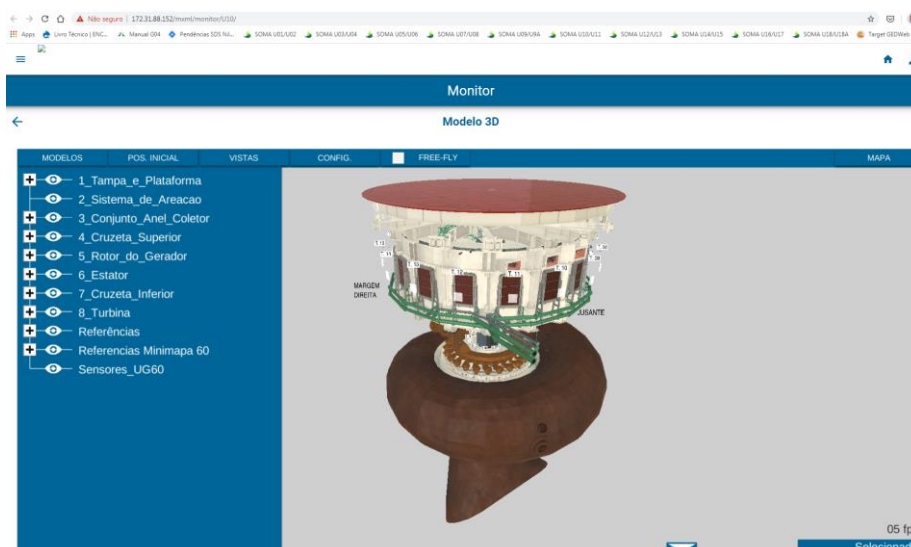 Não seguro | 172.31.88.152/mxml/monitor/U10/
Apps Livro Técnico | ENC... Manual G04 Pendências SOS Nil... SOMA U01/U02 SOMA U03/U04 SOMA U05/U06 SOMA U07/U08 SOMA U09/U9A SOMA U10/U11 SOMA U12/U13 SOMA U14/U15 SOMA U16/U17 SOMA U18/U18A Target GEDWeb
Monitor
Modelo 3D
MODELOS POS. INICIAL VISTAS CONFIG. FREE-FLY MAPA
1_Tampa_e_Plataforma
2_Sistema_de_Areacao
3_Conjunto_Anel_Coletor
4_Cruzeta_Superior
5_Rotor_do_Gerador
6_Estator
7_Cruzeta_Inferior
8_Turbina
Referências
Referencias Minimapa 60
Sensores_UG60
T. 13
T. 11
T. 12
T. 11
T. 10
MARGEM
DIREITA
JUSANTE
05 fp
Selecionad